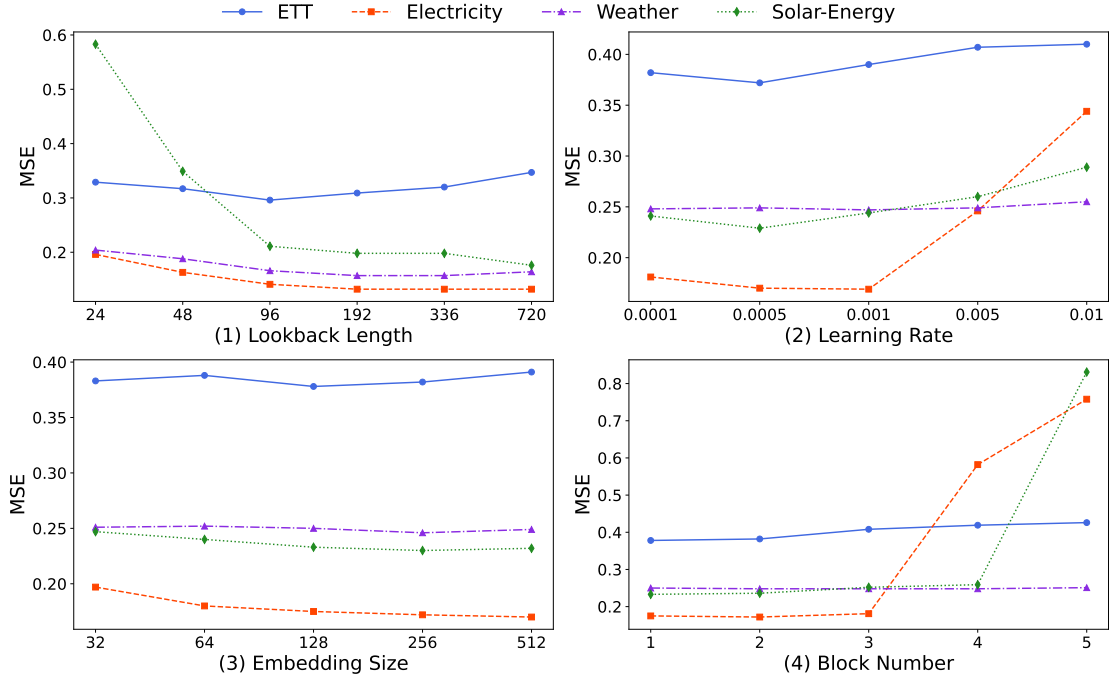 ETT Electricity Weather Solar-Energy
0.6
0.5
0.4
0.3
0.2
MSE
24 48 96 192 336 720
(1) Lookback Length
0.40
0.35
0.30
0.25
0.20
MSE
0.0001 0.0005 0.001 0.005 0.01
(2) Learning Rate
0.40
0.35
0.30
0.25
0.20
MSE
32 64 128 256 512
(3) Embedding Size
0.8
0.7
0.6
0.5
0.4
0.3
0.2
MSE
1 2 3 4 5
(4) Block Number